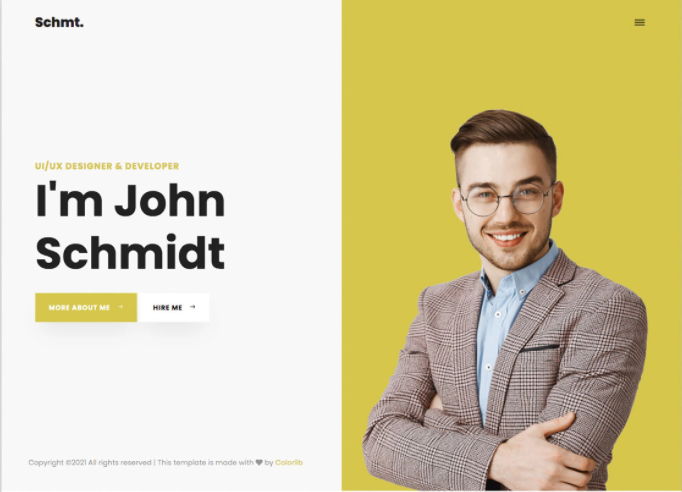 Schmt.
UI/UX DESIGNER & DEVELOPER
I'm John
Schmidt
MORE ABOUT ME → HIRE ME →
Copyright ©2021 All rights reserved | This template is made with ♥ by Colorlib